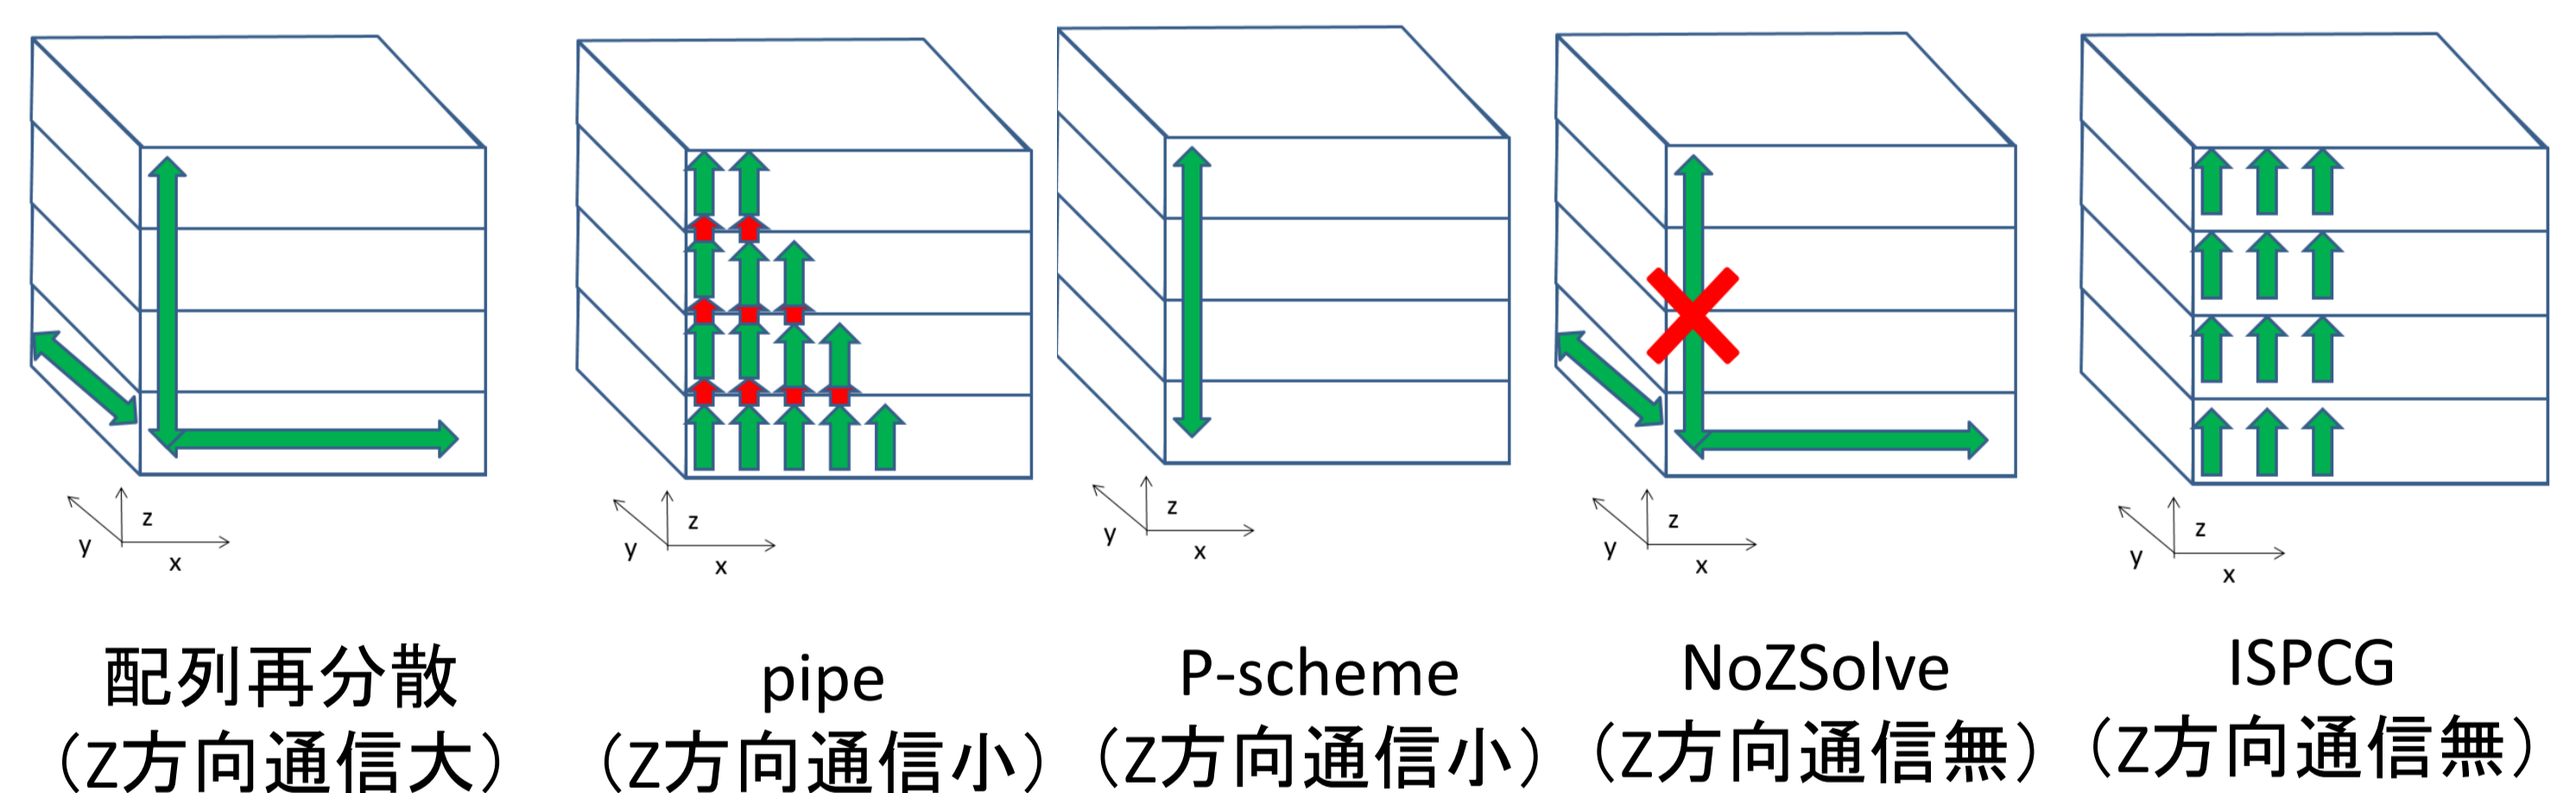 z
y
x
z
y
x
z
y
x
z
y
x
z
y
x
配列再分散
（Z方向通信大）
pipe
（Z方向通信小）
P-scheme
（Z方向通信小）
NoZSolve
（Z方向通信無）
ISPCG
（Z方向通信無）